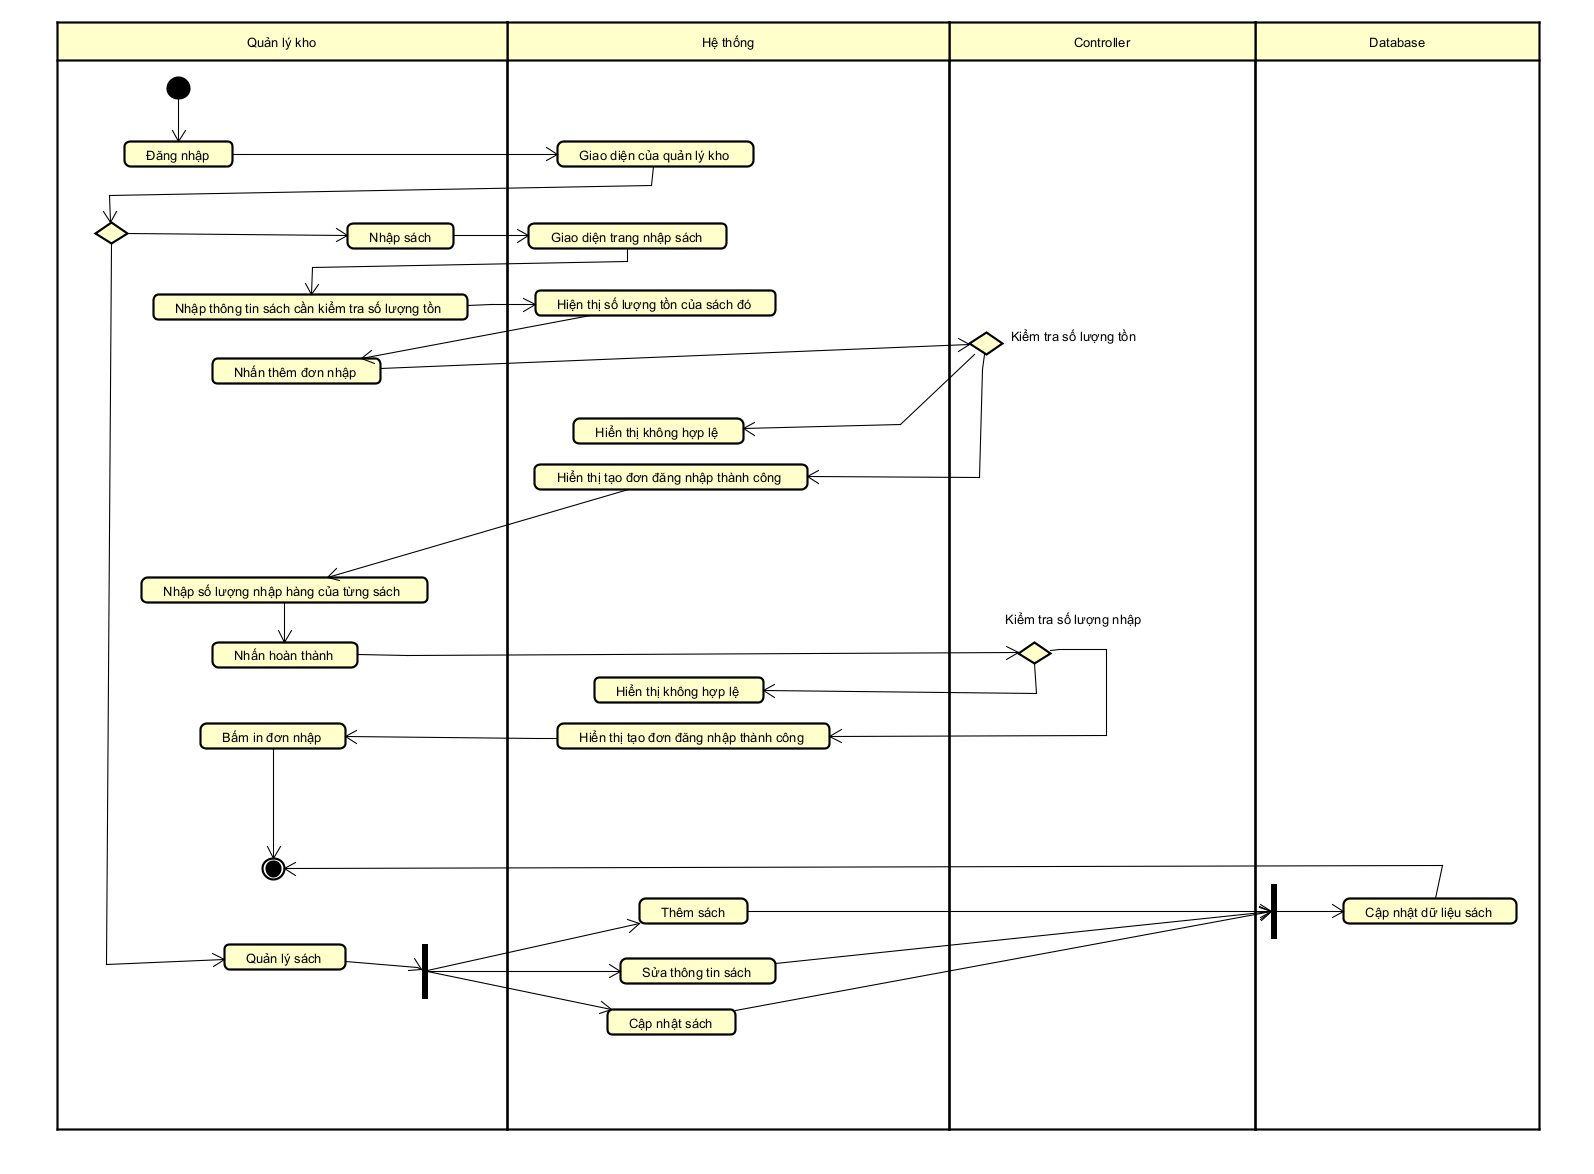 Quản lý kho
Hệ thống
Controller
Database
Đăng nhập
Giao diện của quản lý kho
Nhập sách
Giao diện trang nhập sách
Nhập thông tin sách cần kiểm tra số lượng tồn
Hiện thị số lượng tồn của sách đó
Kiểm tra số lượng tồn
Nhấn thêm đơn nhập
Hiển thị không hợp lệ
Hiển thị tạo đơn đăng nhập thành công
Nhập số lượng nhập hàng của từng sách
Kiểm tra số lượng nhập
Nhấn hoàn thành
Hiển thị không hợp lệ
Bấm in đơn nhập
Hiển thị tạo đơn đăng nhập thành công
Thêm sách
Cập nhật dữ liệu sách
Quản lý sách
Sửa thông tin sách
Cập nhật sách